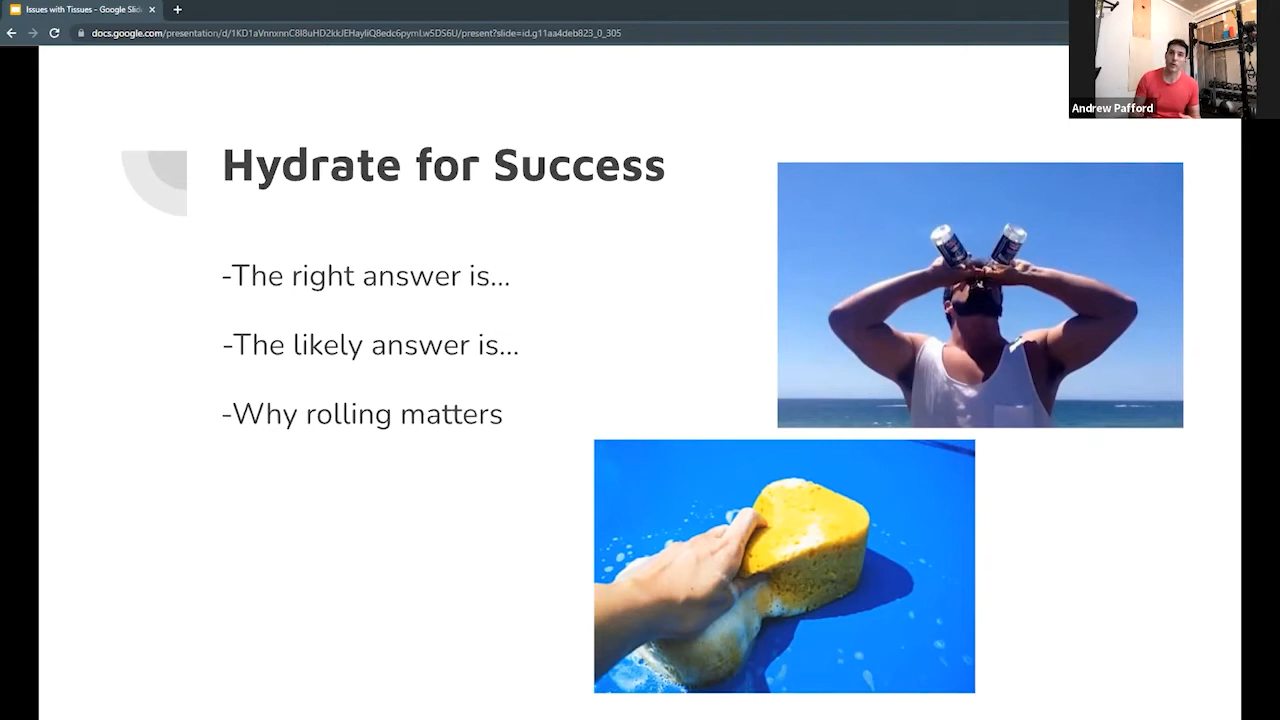 Issues with Tissues - Google Slid
docs.google.com/presentation/d/1KD1aVnnxnnC8I8uHD2kkJEHayliQ8edc6pymLw5DS6U/present?slide=id.g11aa4deb823_0_305
Andrew Pafford
Hydrate for Success
-The right answer is...
-The likely answer is...
-Why rolling matters